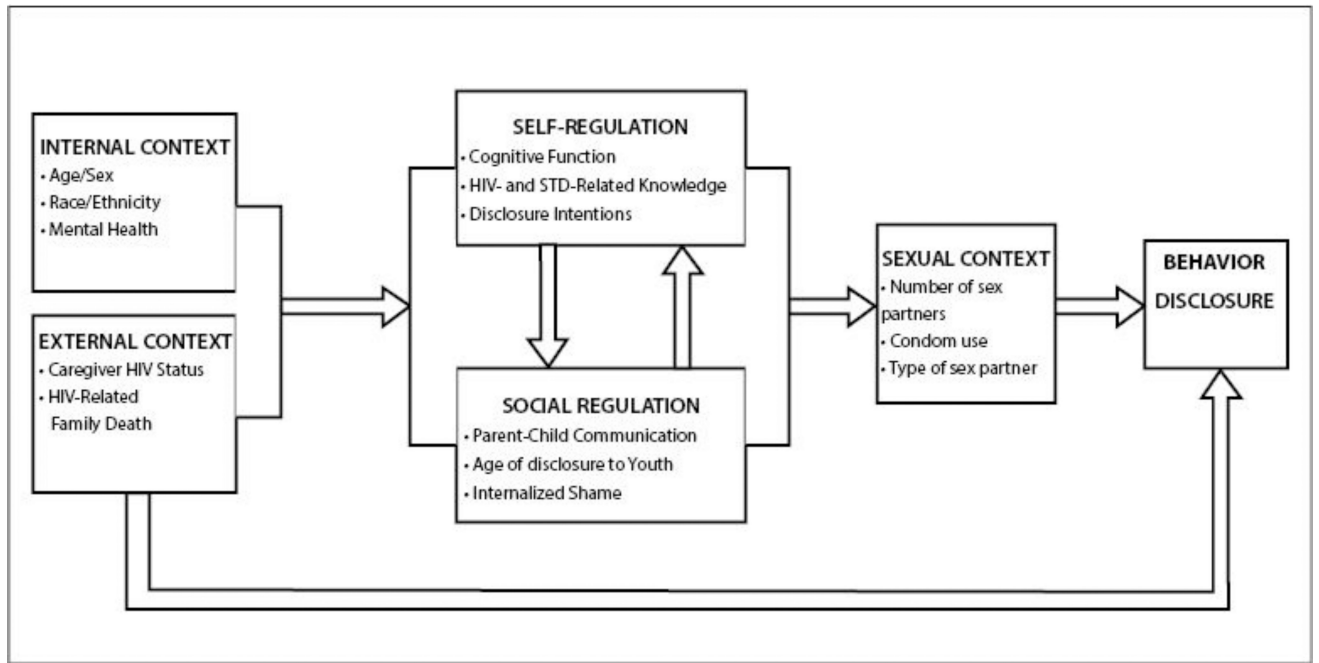 INTERNAL CONTEXT
• Age/Sex
• Race/Ethnicity
• Mental Health
EXTERNAL CONTEXT
• Caregiver HIV Status
• HIV-Related
Family Death
SELF-REGULATION
• Cognitive Function
• HIV- and STD-Related Knowledge
• Disclosure Intentions
SOCIAL REGULATION
• Parent-Child Communication
• Age of disclosure to Youth
• Internalized Shame
SEXUAL CONTEXT
• Number of sex
partners
• Condom use
• Type of sex partner
BEHAVIOR
DISCLOSURE